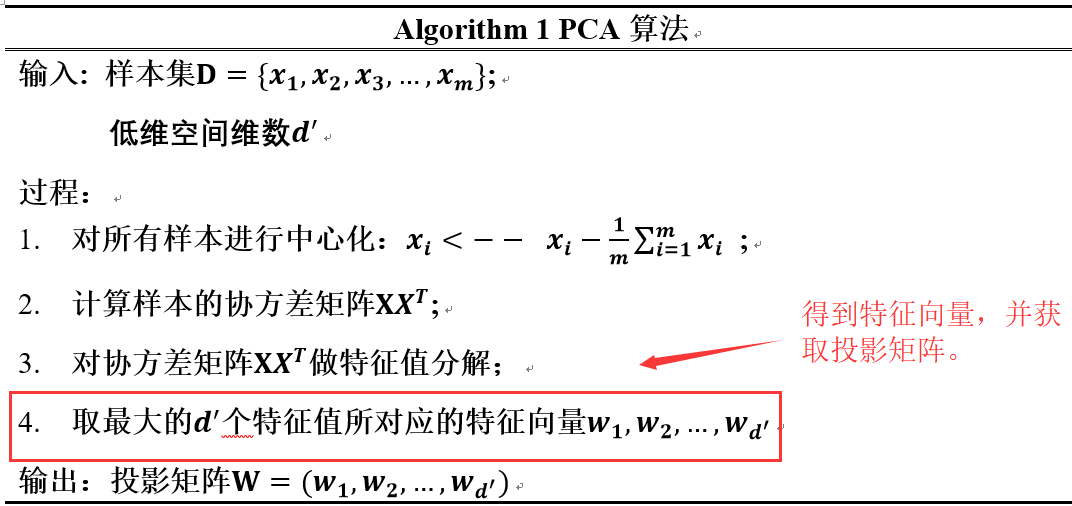 Algorithm 1 PCA 算法
输入：样本集D = {x₁, x₂, x₃, …, xₘ};
低维空间维数d′
过程：
1. 对所有样本进行中心化：xᵢ <-- xᵢ − 1/m ∑ᵢ₌₁ᵐ xᵢ ；
2. 计算样本的协方差矩阵XXᵀ;
得到特征向量，并获
取投影矩阵。
3. 对协方差矩阵XXᵀ做特征值分解；
4. 取最大的d′个特征值所对应的特征向量w₁, w₂, …, w_d′
输出：投影矩阵W = (w₁, w₂, …, w_d′)